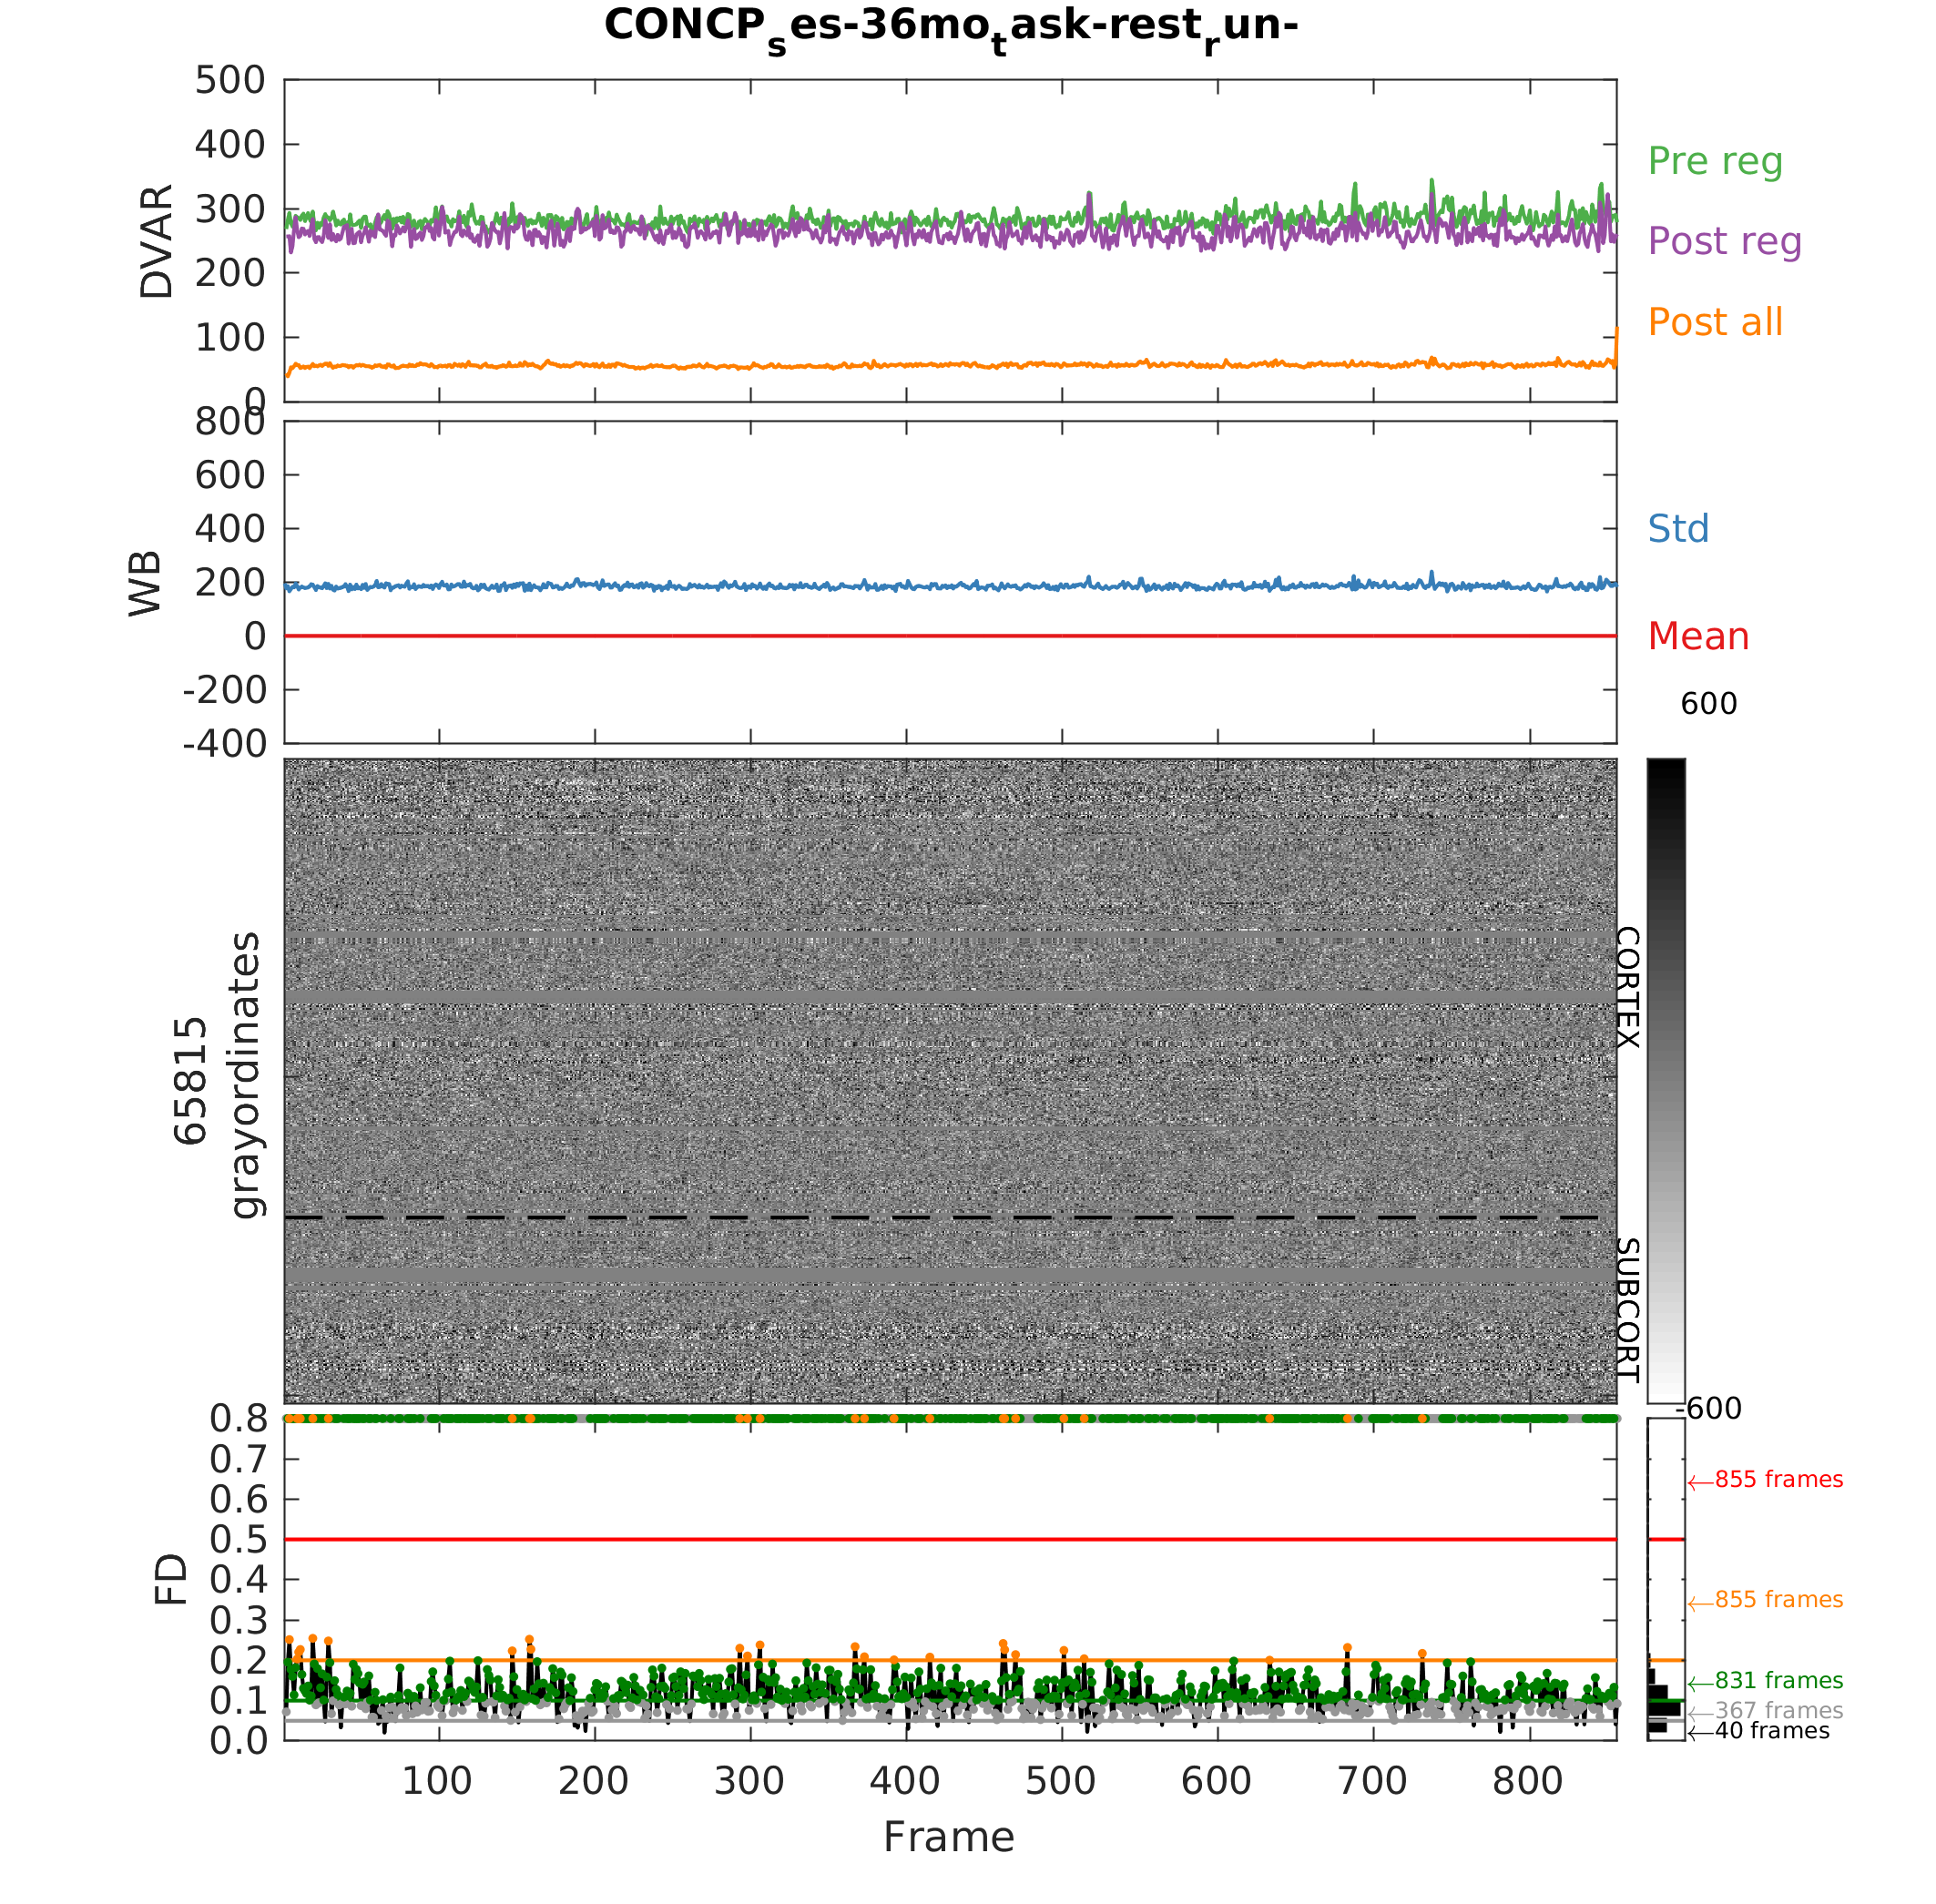 CONCPses-36motask-restrun-
500
400
300
200
100
0
DVAR
Pre reg
Post reg
Post all
800
600
400
200
0
-200
-400
WB
Std
Mean
600
65815
grayordinates
CORTEX
SUBCORT
-600
0.8
0.7
0.6
0.5
0.4
0.3
0.2
0.1
0.0
FD
←855 frames
←855 frames
←831 frames
←367 frames
←40 frames
100 200 300 400 500 600 700 800
Frame